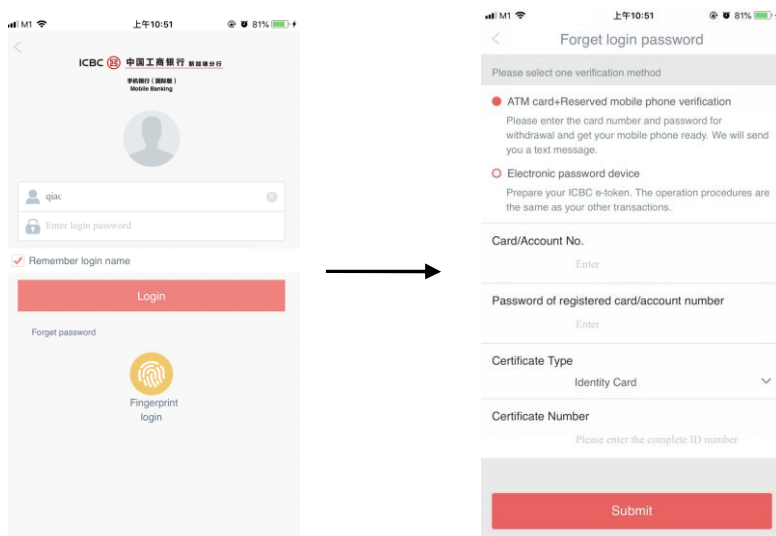 M1 上午10:51 81%
ICBC 中国工商银行 新加坡分行
手机银行（国际版）
Mobile Banking
qiac
Enter login password
Remember login name
Login
Forget password
Fingerprint
login
M1 上午10:51 81%
Forget login password
Please select one verification method
ATM card+Reserved mobile phone verification
Please enter the card number and password for
withdrawal and get your mobile phone ready. We will send
you a text message.
Electronic password device
Prepare your ICBC e-token. The operation procedures are
the same as your other transactions.
Card/Account No.
Enter
Password of registered card/account number
Enter
Certificate Type
Identity Card
Certificate Number
Please enter the complete ID number
Submit